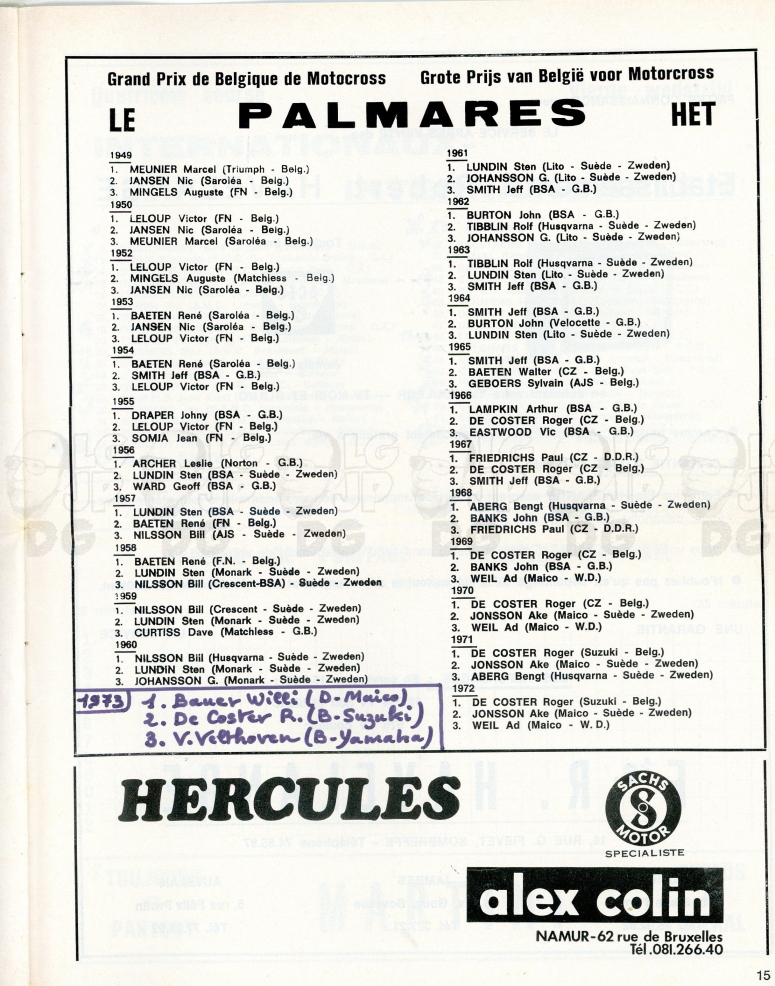 Grand Prix de Belgique de Motocross
Grote Prijs van België voor Motorcross
LE PALMARES HET
1949
1. MEUNIER Marcel (Triumph - Belg.)
2. JANSEN Nic (Saroléa - Belg.)
3. MINGELS Auguste (FN - Belg.)
1950
1. LELOUP Victor (FN - Belg.)
2. JANSEN Nic (Saroléa - Belg.)
3. MEUNIER Marcel (Saroléa - Belg.)
1952
1. LELOUP Victor (FN - Belg.)
2. MINGELS Auguste (Matchless - Belg.)
3. JANSEN Nic (Saroléa - Belg.)
1953
1. BAETEN René (Saroléa - Belg.)
2. JANSEN Nic (Saroléa - Belg.)
3. LELOUP Victor (FN - Belg.)
1954
1. BAETEN René (Saroléa - Belg.)
2. SMITH Jeff (BSA - G.B.)
3. LELOUP Victor (FN - Belg.)
1955
1. DRAPER Johny (BSA - G.B.)
2. LELOUP Victor (FN - Belg.)
3. SOMJA Jean (FN - Belg.)
1956
1. ARCHER Leslie (Norton - G.B.)
2. LUNDIN Sten (BSA - Suède - Zweden)
3. WARD Geoff (BSA - G.B.)
1957
1. LUNDIN Sten (BSA - Suède - Zweden)
2. BAETEN René (FN - Belg.)
3. NILSSON Bill (AJS - Suède - Zweden)
1958
1. BAETEN René (F.N. - Belg.)
2. LUNDIN Sten (Monark - Suède - Zweden)
3. NILSSON Bill (Crescent-BSA) - Suède - Zweden
1959
1. NILSSON Bill (Crescent - Suède - Zweden)
2. LUNDIN Sten (Monark - Suède - Zweden)
3. CURTISS Dave (Matchless - G.B.)
1960
1. NILSSON Bill (Husqvarna - Suède - Zweden)
2. LUNDIN Sten (Monark - Suède - Zweden)
3. JOHANSSON G. (Monark - Suède - Zweden)
1973 1. Bauer Willi (D-Maico)
2. De Coster R. (B-Suzuki)
3. V. Velthoven (B-Yamaha)
1961
1. LUNDIN Sten (Lito - Suède - Zweden)
2. JOHANSSON G. (Lito - Suède - Zweden)
3. SMITH Jeff (BSA - G.B.)
1962
1. BURTON John (BSA - G.B.)
2. TIBBLIN Rolf (Husqvarna - Suède - Zweden)
3. JOHANSSON G. (Lito - Suède - Zweden)
1963
1. TIBBLIN Rolf (Husqvarna - Suède - Zweden)
2. LUNDIN Sten (Lito - Suède - Zweden)
3. SMITH Jeff (BSA - G.B.)
1964
1. SMITH Jeff (BSA - G.B.)
2. BURTON John (Velocette - G.B.)
3. LUNDIN Sten (Lito - Suède - Zweden)
1965
1. SMITH Jeff (BSA - G.B.)
2. BAETEN Walter (CZ - Belg.)
3. GEBOERS Sylvain (AJS - Belg.)
1966
1. LAMPKIN Arthur (BSA - G.B.)
2. DE COSTER Roger (CZ - Belg.)
3. EASTWOOD Vic (BSA - G.B.)
1967
1. FRIEDRICHS Paul (CZ - D.D.R.)
2. DE COSTER Roger (CZ - Belg.)
3. SMITH Jeff (BSA - G.B.)
1968
1. ABERG Bengt (Husqvarna - Suède - Zweden)
2. BANKS John (BSA - G.B.)
3. FRIEDRICHS Paul (CZ - D.D.R.)
1969
1. DE COSTER Roger (CZ - Belg.)
2. BANKS John (BSA - G.B.)
3. WEIL Ad (Maico - W.D.)
1970
1. DE COSTER Roger (CZ - Belg.)
2. JONSSON Ake (Maico - Suède - Zweden)
3. WEIL Ad (Maico - W.D.)
1971
1. DE COSTER Roger (Suzuki - Belg.)
2. JONSSON Ake (Maico - Suède - Zweden)
3. ABERG Bengt (Husqvarna - Suède - Zweden)
1972
1. DE COSTER Roger (Suzuki - Belg.)
2. JONSSON Ake (Maico - Suède - Zweden)
3. WEIL Ad (Maico - W.D.)
HERCULES
SACHS
MOTOR
SPECIALISTE
alex colin
NAMUR-62 rue de Bruxelles
Tél.081.266.40
15
LG
JP
DG